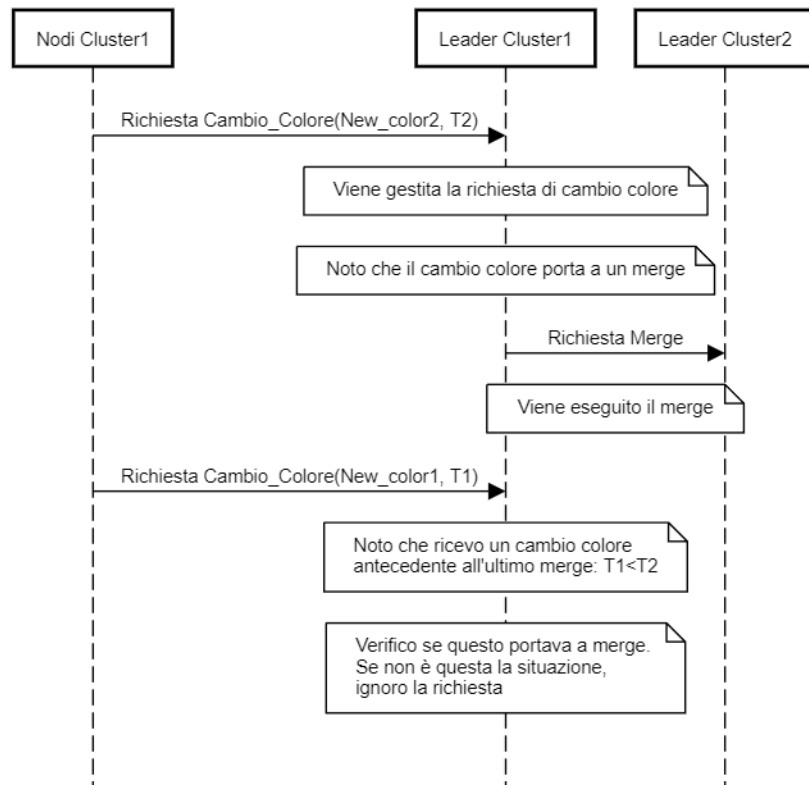 Nodi Cluster1
Leader Cluster1
Leader Cluster2
Richiesta Cambio_Colore(New_color2, T2)
Viene gestita la richiesta di cambio colore
Noto che il cambio colore porta a un merge
Richiesta Merge
Viene eseguito il merge
Richiesta Cambio_Colore(New_color1, T1)
Noto che ricevo un cambio colore
antecedente all'ultimo merge: T1<T2
Verifico se questo portava a merge.
Se non è questa la situazione,
ignoro la richiesta